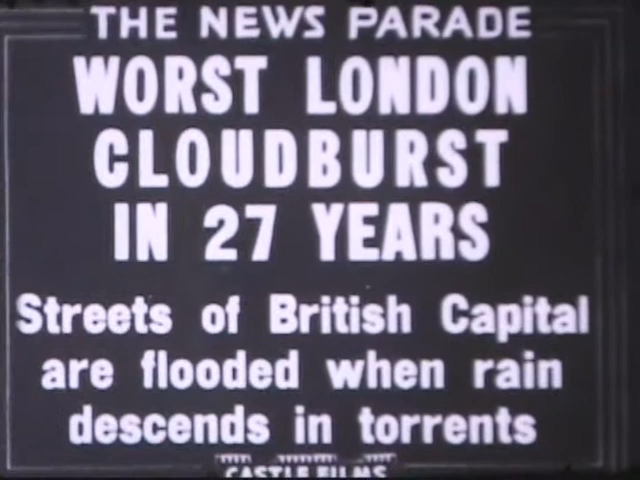 THE NEWS PARADE
WORST LONDON
CLOUDBURST
IN 27 YEARS
Streets of British Capital
are flooded when rain
descends in torrents
CASTLE FILMS